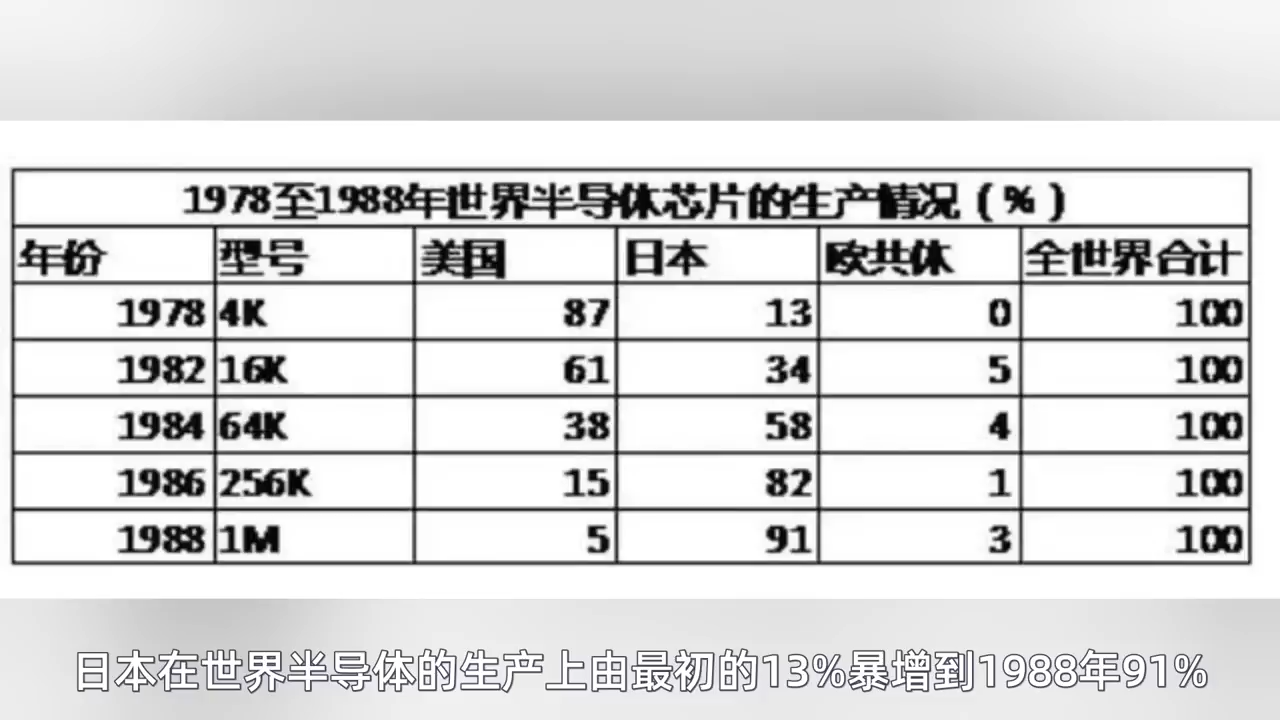 1978至1988年世界半导体芯片的生产情况（%）
年份 型号 美国 日本 欧共体 全世界合计
1978 4K 87 13 0 100
1982 16K 61 34 5 100
1984 64K 38 58 4 100
1986 256K 15 82 1 100
1988 1M 5 91 3 100
日本在世界半导体的生产上由最初的13%暴增到1988年91%